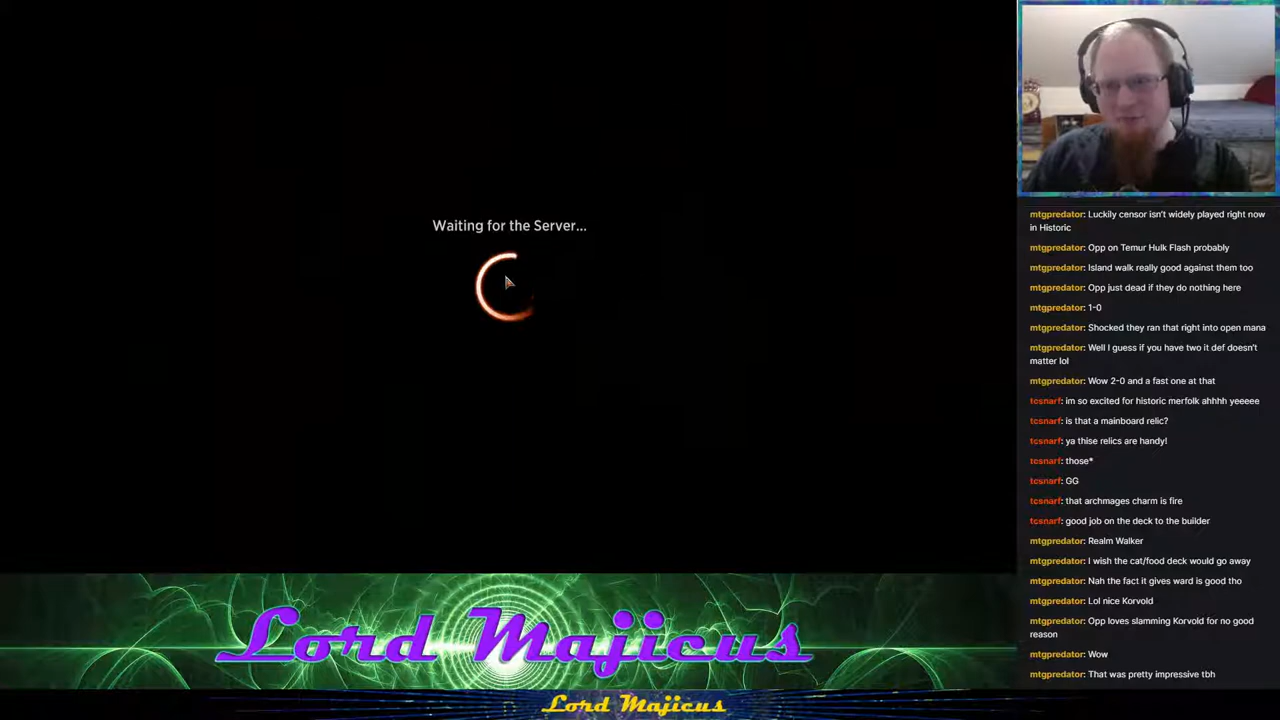 Waiting for the Server...
mtgpredator: Luckily censor isn't widely played right now
in Historic
mtgpredator: Opp on Temur Hulk Flash probably
mtgpredator: Island walk really good against them too
mtgpredator: Opp just dead if they do nothing here
mtgpredator: 1-0
mtgpredator: Shocked they ran that right into open mana
mtgpredator: Well I guess if you have two it def doesn't
matter lol
mtgpredator: Wow 2-0 and a fast one at that
tcsnarf: im so excited for historic merfolk ahhhh yeeeee
tcsnarf: is that a mainboard relic?
tcsnarf: ya thise relics are handy!
tcsnarf: those*
tcsnarf: GG
tcsnarf: that archmages charm is fire
tcsnarf: good job on the deck to the builder
mtgpredator: Realm Walker
mtgpredator: I wish the cat/food deck would go away
mtgpredator: Nah the fact it gives ward is good tho
mtgpredator: Lol nice Korvold
mtgpredator: Opp loves slamming Korvold for no good
reason
mtgpredator: Wow
mtgpredator: That was pretty impressive tbh
Lord Majicus
Lord Majicus